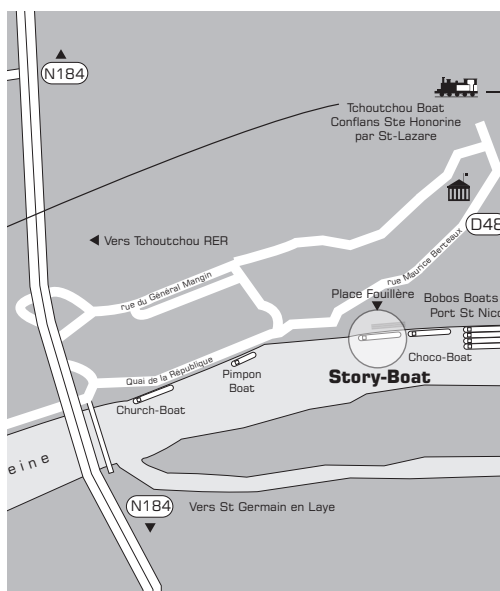 N184
Tchoutchou Boat
Conflans Ste Honorine
par St-Lazare
D48
Vers Tchoutchou RER
rue Maurice Berteaux
rue du Général Mangin
Place Fouillère
Bobos Boats
Port St Nico
Choco-Boat
Story-Boat
Quai de la République
Pimpon
Boat
Church-Boat
eine
N184
Vers St Germain en Laye